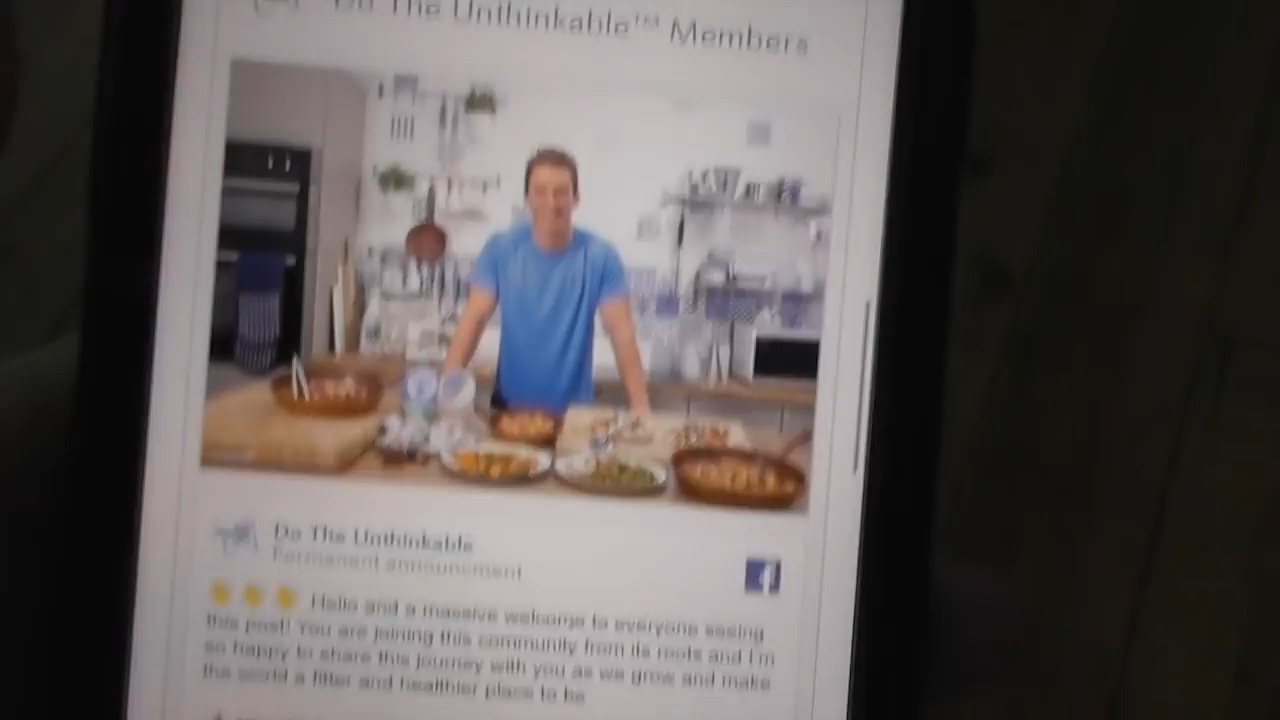 Do The Unthinkable™ Members
Do The Unthinkable
Permanent announcment
Hello and a massive welcome to everyone seeing
this post! You are joining this community from its roots and I'm
so happy to share this journey with you as we grow and make
the world a fitter and healthier place to be